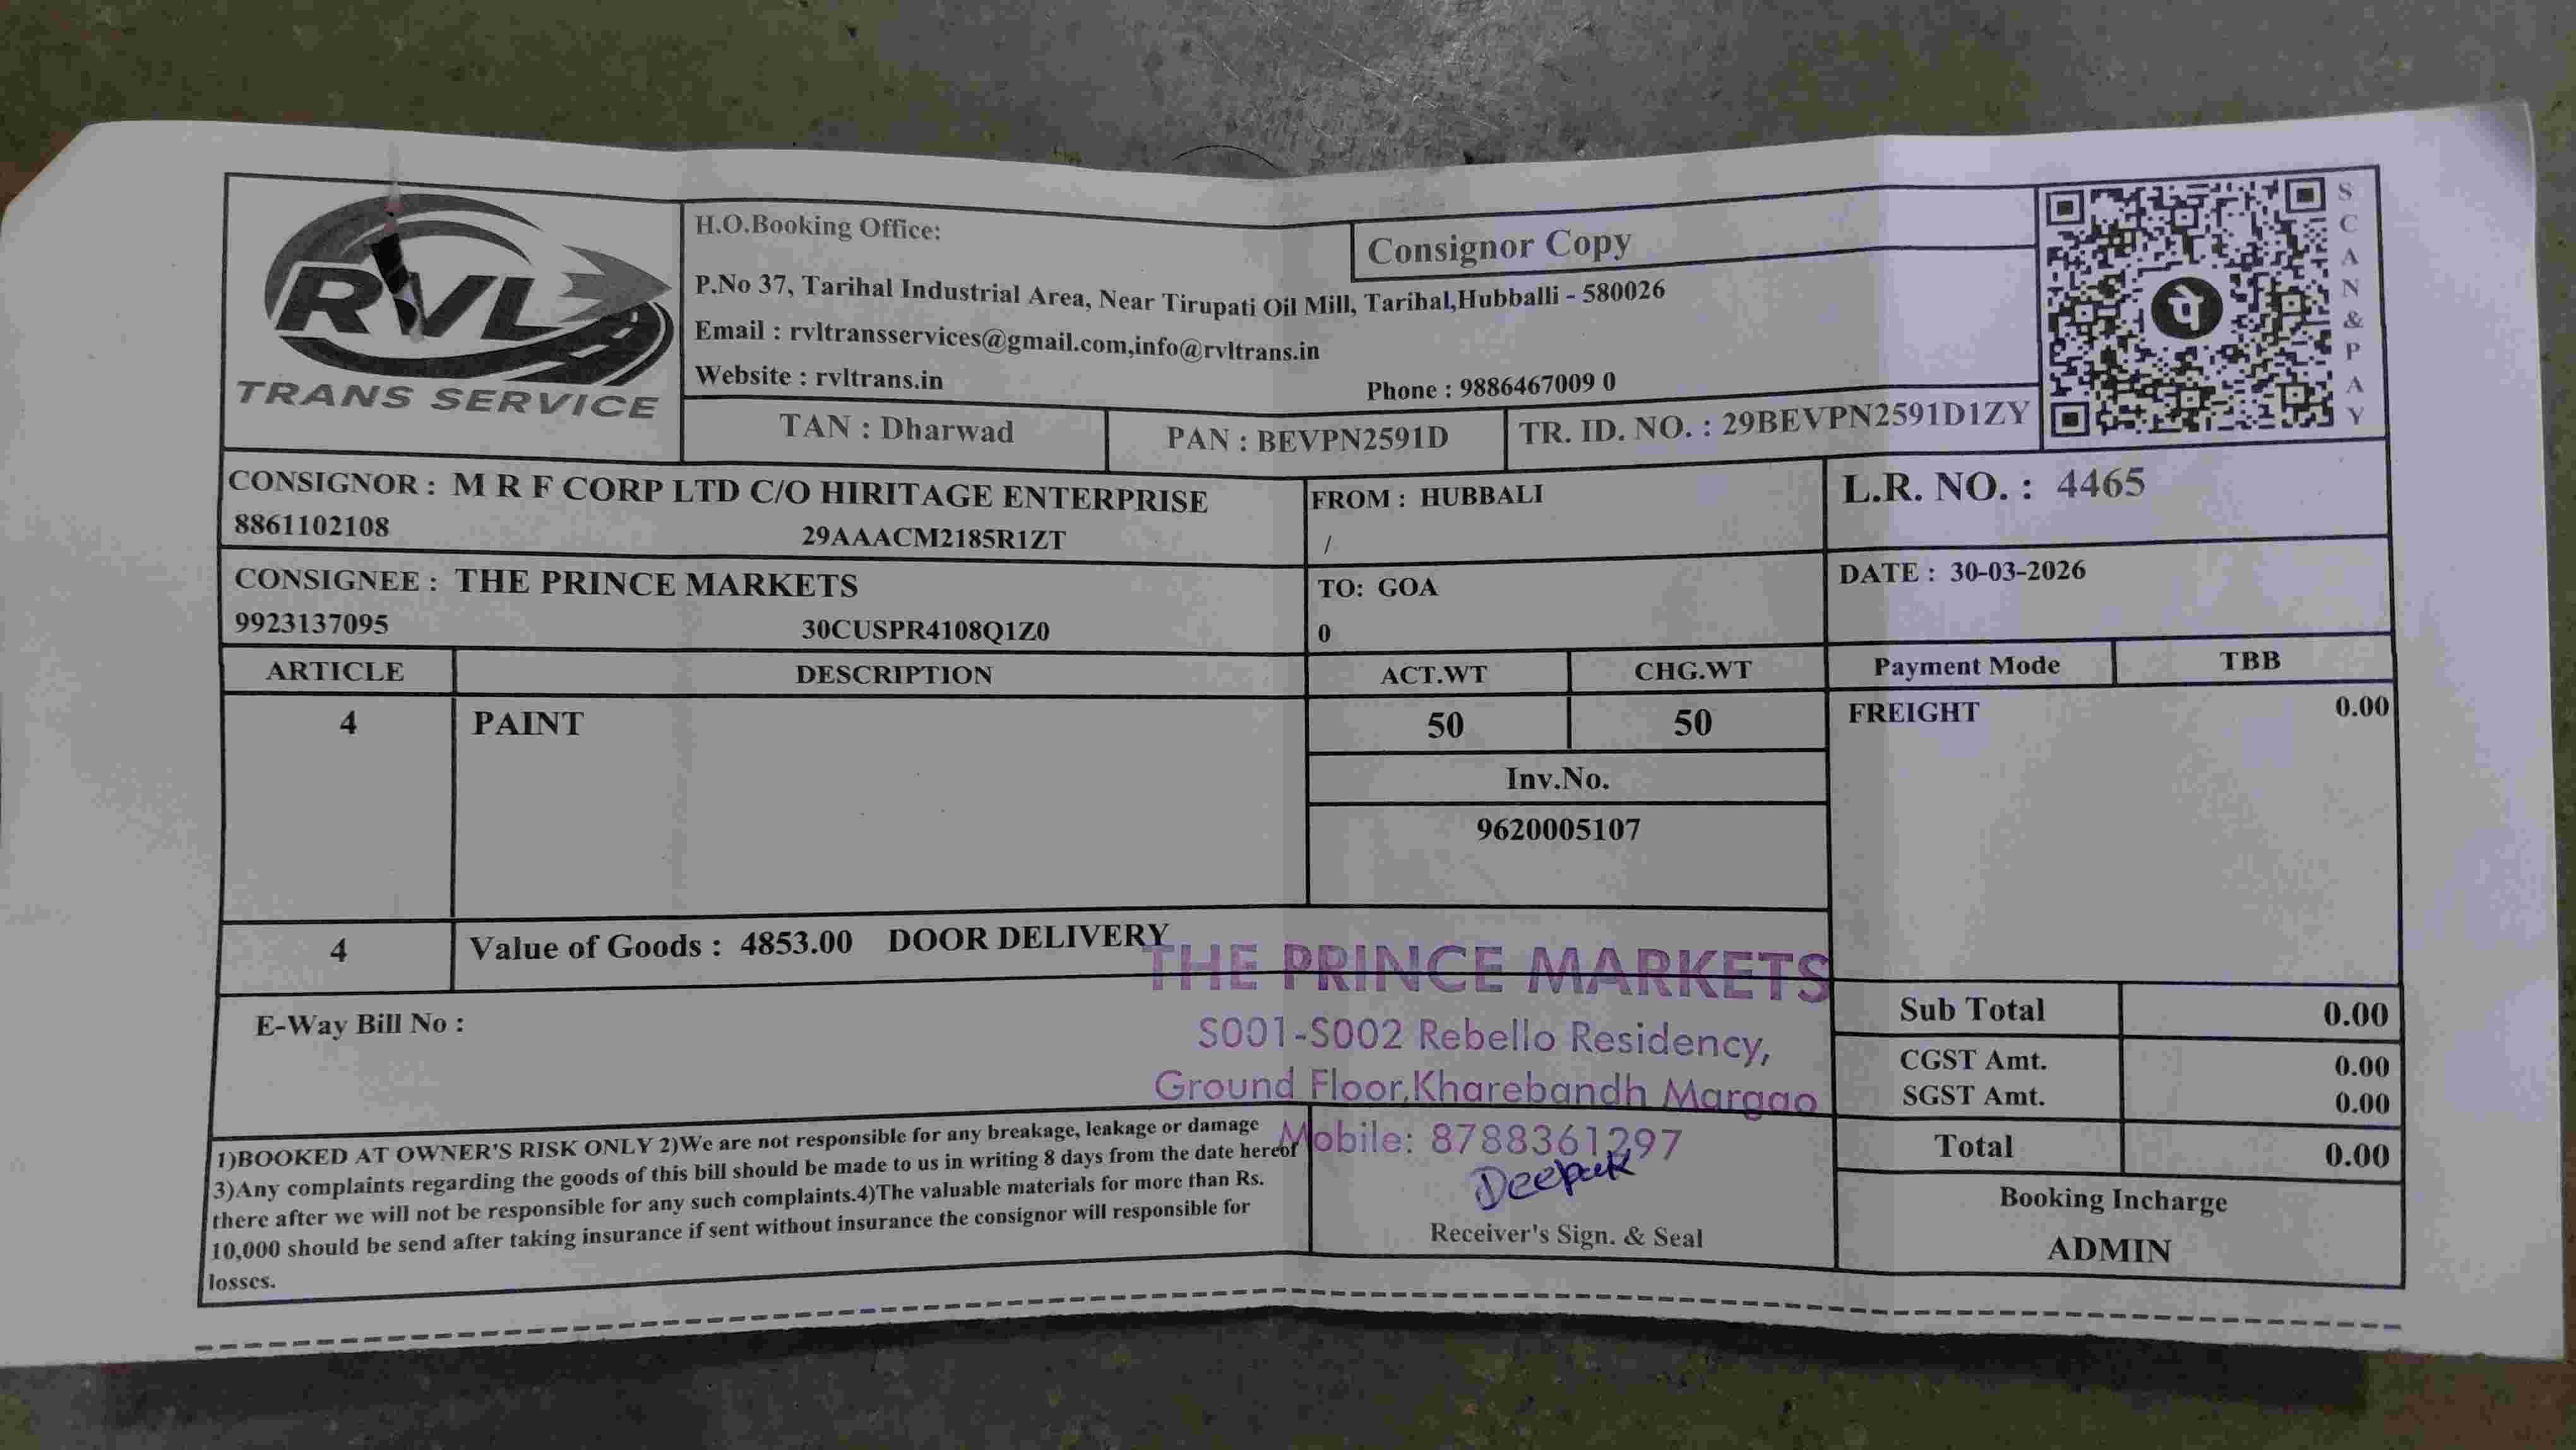 RVL
TRANS SERVICE
H.O.Booking Office:
Consignor Copy
P.No 37, Tarihal Industrial Area, Near Tirupati Oil Mill, Tarihal,Hubballi - 580026
Email : rvltransservices@gmail.com,info@rvltrans.in
Website : rvltrans.in
Phone : 9886467009 0
TAN : Dharwad
PAN : BEVPN2591D
TR. ID. NO. : 29BEVPN2591D1ZY
पे
SCAN&PAY
CONSIGNOR : M R F CORP LTD C/O HIRITAGE ENTERPRISE
8861102108 29AAACM2185R1ZT
FROM : HUBBALI
/
L.R. NO. : 4465
CONSIGNEE : THE PRINCE MARKETS
9923137095 30CUSPR4108Q1Z0
TO: GOA
0
DATE : 30-03-2026
ARTICLE DESCRIPTION ACT.WT CHG.WT Payment Mode TBB
4 PAINT 50 50 FREIGHT 0.00
Inv.No.
9620005107
4 Value of Goods : 4853.00 DOOR DELIVERY
E-Way Bill No :
THE PRINCE MARKETS
S001-S002 Rebello Residency,
Ground Floor,Kharebandh Margao
Mobile: 8788361297
Deepak
Receiver's Sign. & Seal
Sub Total 0.00
CGST Amt. 0.00
SGST Amt. 0.00
Total 0.00
Booking Incharge
ADMIN
1)BOOKED AT OWNER'S RISK ONLY 2)We are not responsible for any breakage, leakage or damage
3)Any complaints regarding the goods of this bill should be made to us in writing 8 days from the date hereof
there after we will not be responsible for any such complaints.4)The valuable materials for more than Rs.
10,000 should be send after taking insurance if sent without insurance the consignor will responsible for
losses.